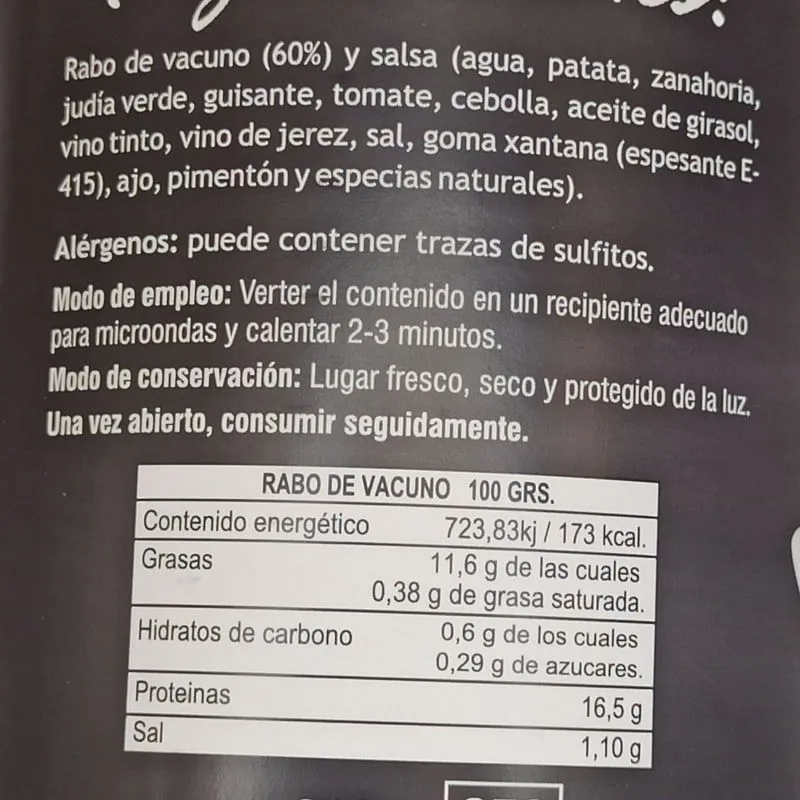 Rabo de vacuno (60%) y salsa (agua, patata, zanahoria,
judía verde, guisante, tomate, cebolla, aceite de girasol,
vino tinto, vino de jerez, sal, goma xantana (espesante E-
415), ajo, pimentón y especias naturales).
Alérgenos: puede contener trazas de sulfitos.
Modo de empleo: Verter el contenido en un recipiente adecuado
para microondas y calentar 2-3 minutos.
Modo de conservación: Lugar fresco, seco y protegido de la luz.
Una vez abierto, consumir seguidamente.
RABO DE VACUNO 100 GRS.
Contenido energético 723,83kj / 173 kcal.
Grasas 11,6 g de las cuales
0,38 g de grasa saturada.
Hidratos de carbono 0,6 g de los cuales
0,29 g de azucares.
Proteinas 16,5 g
Sal 1,10 g